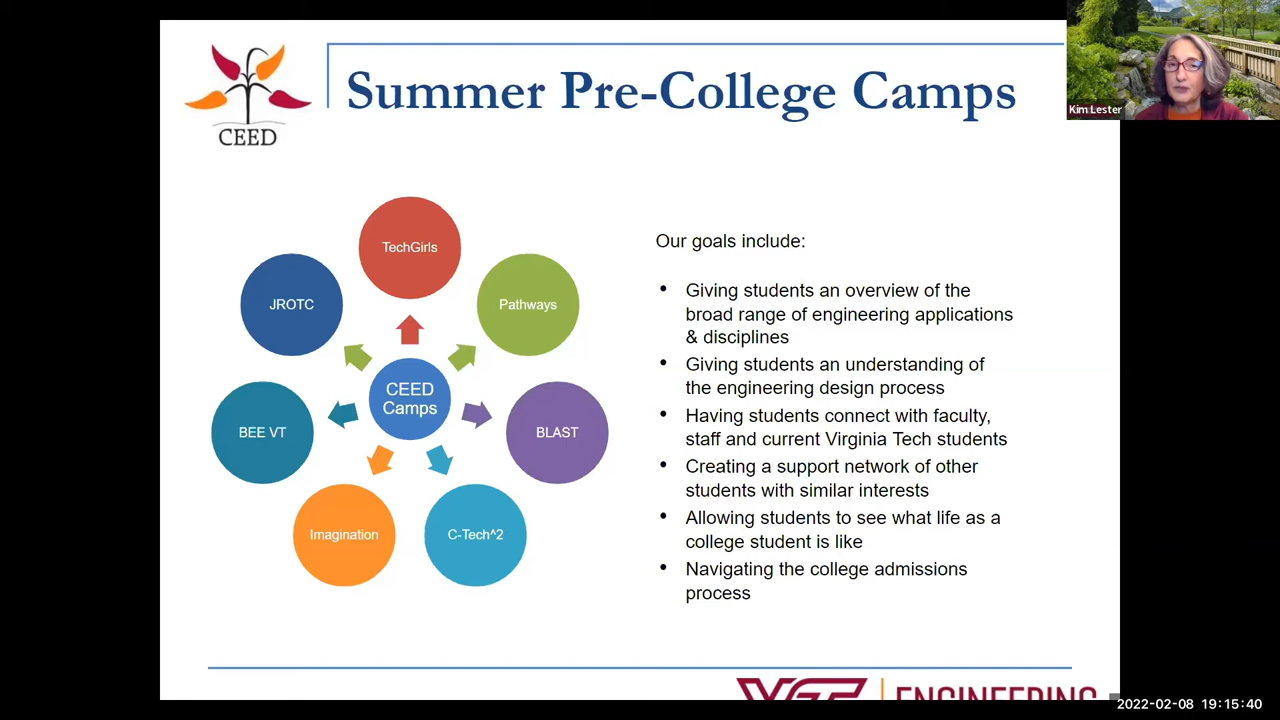 Summer Pre-College Camps
CEED
Kim Lester
TechGirls
JROTC
Pathways
CEED
Camps
BEE VT
BLAST
Imagination
C-Tech^2
Our goals include:
• Giving students an overview of the
broad range of engineering applications
& disciplines
• Giving students an understanding of
the engineering design process
• Having students connect with faculty,
staff and current Virginia Tech students
• Creating a support network of other
students with similar interests
• Allowing students to see what life as a
college student is like
• Navigating the college admissions
process
VT ENGINEERING
2022-02-08 19:15:40